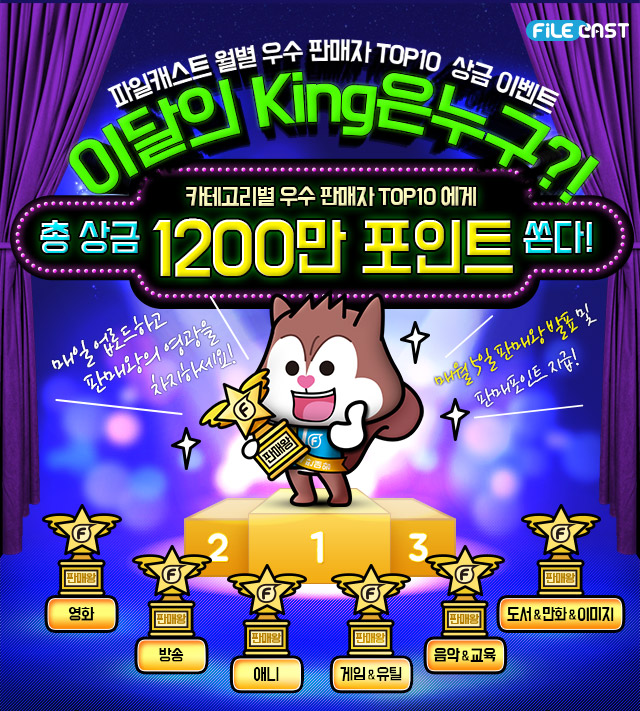 FiLE CAST
파일캐스트 월별 우수 판매자 TOP10 상금 이벤트
이달의 King은누구?!
카테고리별 우수 판매자 TOP10 에게
총 상금 1200만 포인트 쏜다!
매일 업로드하고
판매왕의 영광을
차지하세요!
매월 5일 판매왕 발표 및
판매포인트 지급!
F 판매왕
F
2 1 3
F 판매왕
영화
F 판매왕
방송
F 판매왕
애니
F 판매왕
게임&유틸
F 판매왕
음악&교육
F 판매왕
도서&만화&이미지